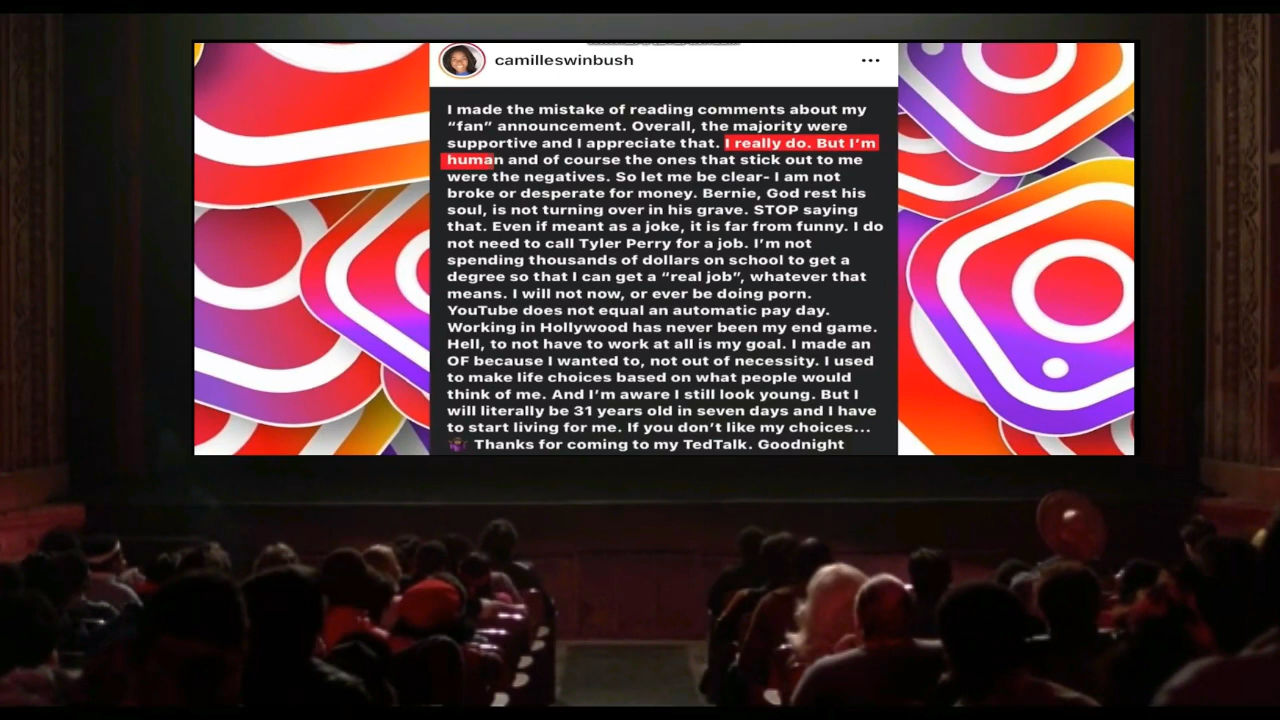 camilleswinbush
I made the mistake of reading comments about my
“fan” announcement. Overall, the majority were
supportive and I appreciate that. I really do. But I’m
human and of course the ones that stick out to me
were the negatives. So let me be clear- I am not
broke or desperate for money. Bernie, God rest his
soul, is not turning over in his grave. STOP saying
that. Even if meant as a joke, it is far from funny. I do
not need to call Tyler Perry for a job. I’m not
spending thousands of dollars on school to get a
degree so that I can get a “real job”, whatever that
means. I will not now, or ever be doing porn.
YouTube does not equal an automatic pay day.
Working in Hollywood has never been my end game.
Hell, to not have to work at all is my goal. I made an
OF because I wanted to, not out of necessity. I used
to make life choices based on what people would
think of me. And I’m aware I still look young. But I
will literally be 31 years old in seven days and I have
to start living for me. If you don’t like my choices...
🤷🏾‍♀️ Thanks for coming to my TedTalk. Goodnight